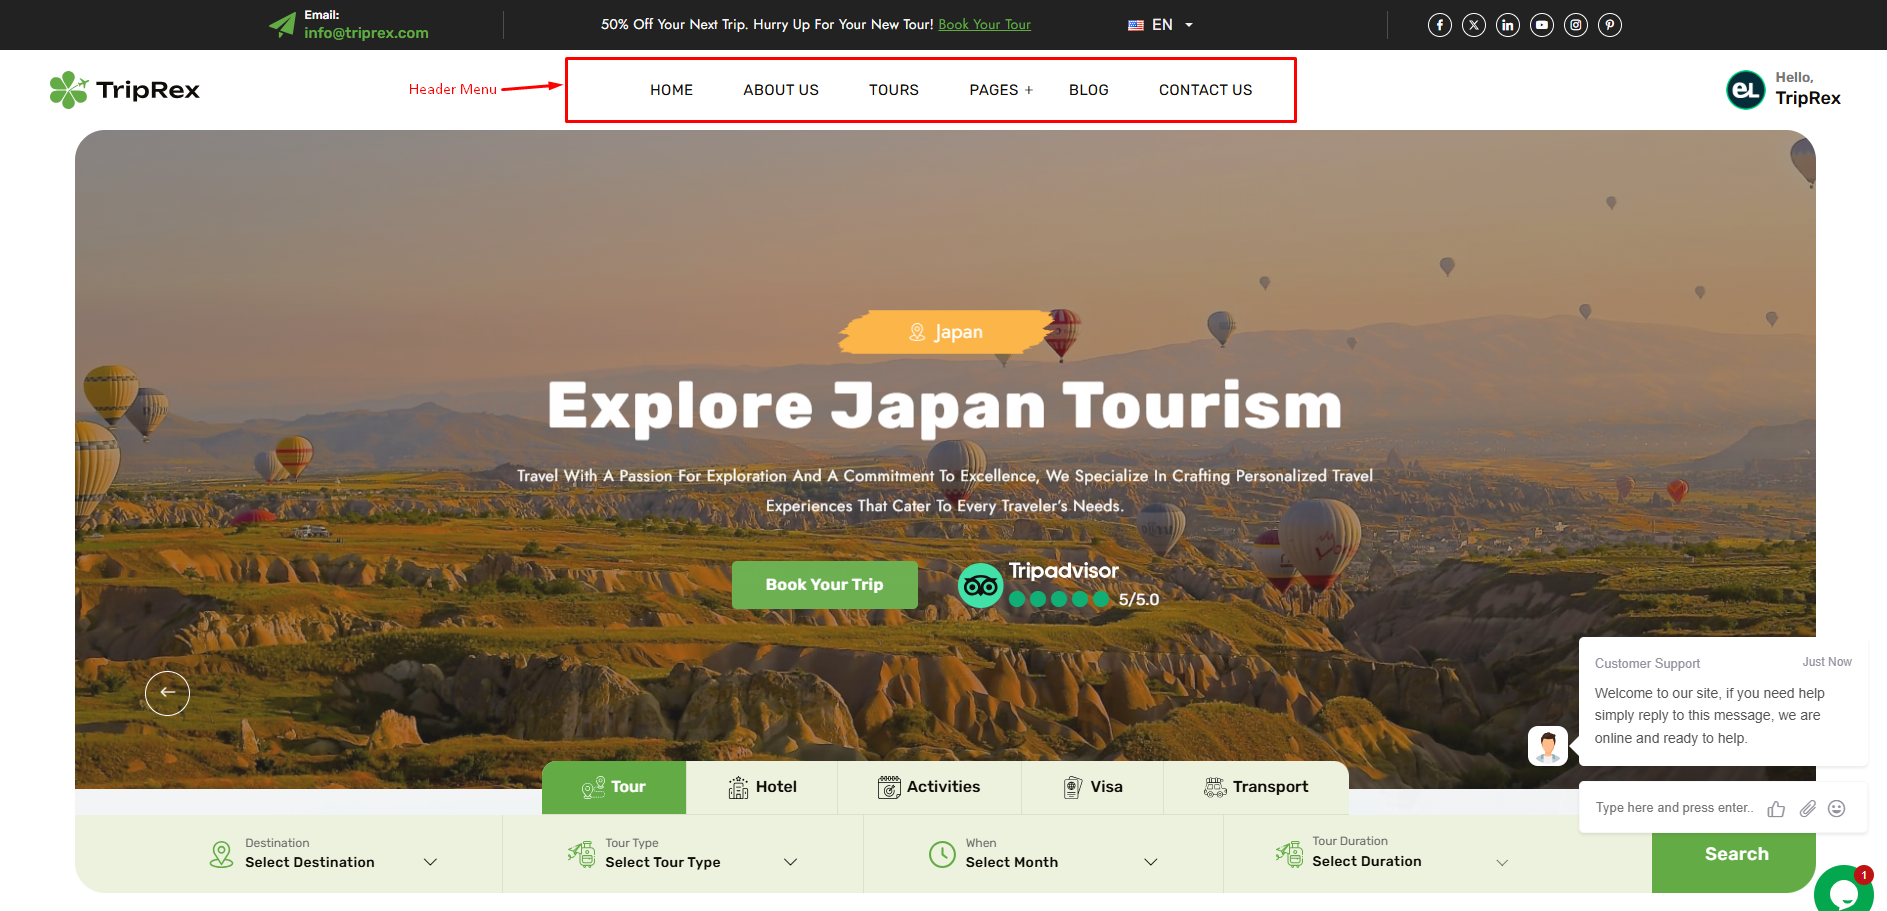 Email:
info@triprex.com
50% Off Your Next Trip. Hurry Up For Your New Tour! Book Your Tour
EN
TripRex
Header Menu
HOME
ABOUT US
TOURS
PAGES +
BLOG
CONTACT US
eL
Hello,
TripRex
Japan
Explore Japan Tourism
Travel With A Passion For Exploration And A Commitment To Excellence, We Specialize In Crafting Personalized Travel
Experiences That Cater To Every Traveler's Needs.
Book Your Trip
Tripadvisor
5/5.0
Customer Support
Just Now
Welcome to our site, if you need help
simply reply to this message, we are
online and ready to help.
Type here and press enter..
Tour
Hotel
Activities
Visa
Transport
Destination
Select Destination
Tour Type
Select Tour Type
When
Select Month
Tour Duration
Select Duration
Search
1